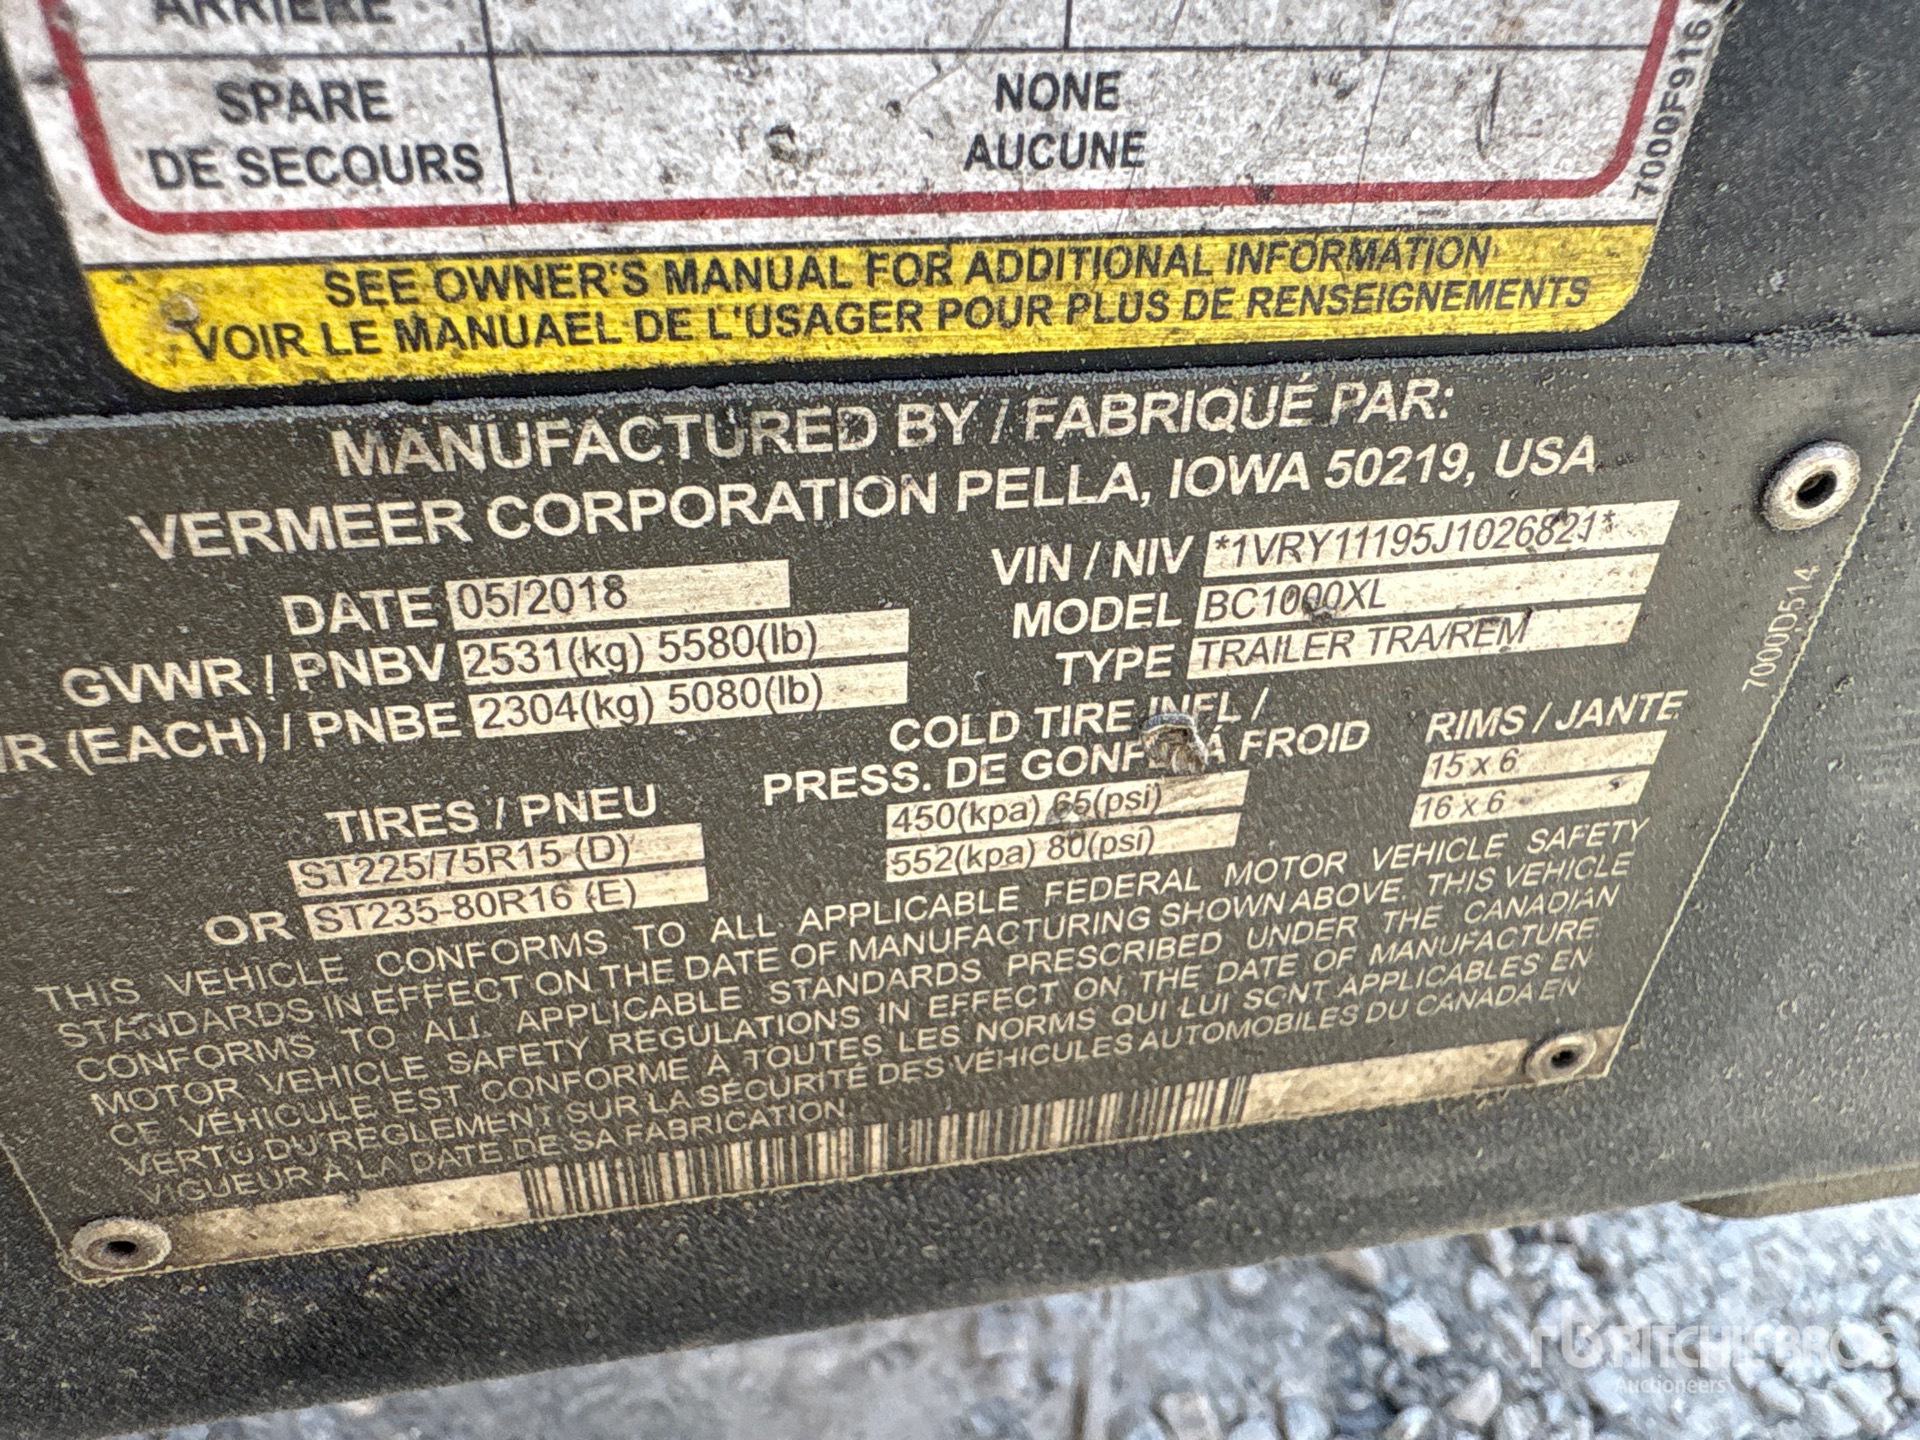 ARRIÈRE
SPARE
DE SECOURS
NONE
AUCUNE
7000F916
SEE OWNER'S MANUAL FOR ADDITIONAL INFORMATION
VOIR LE MANUAEL DE L'USAGER POUR PLUS DE RENSEIGNEMENTS
MANUFACTURED BY / FABRIQUÉ PAR:
VERMEER CORPORATION PELLA, IOWA 50219, USA
DATE 05/2018
GVWR / PNBV 2531(kg) 5580(lb)
R (EACH) / PNBE 2304(kg) 5080(lb)
VIN / NIV *1VRY11195J1026821*
MODEL BC1000XL
TYPE TRAILER TRA/REM
7000D514
TIRES / PNEU
ST225/75R15 (D)
OR ST235-80R16 (E)
COLD TIRE INFL /
PRESS. DE GONF À FROID
450(kpa) 65(psi)
552(kpa) 80(psi)
RIMS / JANTE
15 x 6
16 x 6
THIS VEHICLE CONFORMS TO ALL APPLICABLE FEDERAL MOTOR VEHICLE SAFETY
STANDARDS IN EFFECT ON THE DATE OF MANUFACTURING SHOWN ABOVE. THIS VEHICLE
CONFORMS TO ALL APPLICABLE STANDARDS PRESCRIBED UNDER THE CANADIAN
MOTOR VEHICLE SAFETY REGULATIONS IN EFFECT ON THE DATE OF MANUFACTURE
CE VÉHICULE EST CONFORME À TOUTES LES NORMS QUI LUI SONT APPLICABLES EN
VERTU DU REGLEMENT SUR LA SÉCURITÉ DES VÉHICULES AUTOMOBILES DU CANADA EN
VIGUEUR À LA DATE DE SA FABRICATION.
rb RITCHIE BROS
Auctioneers